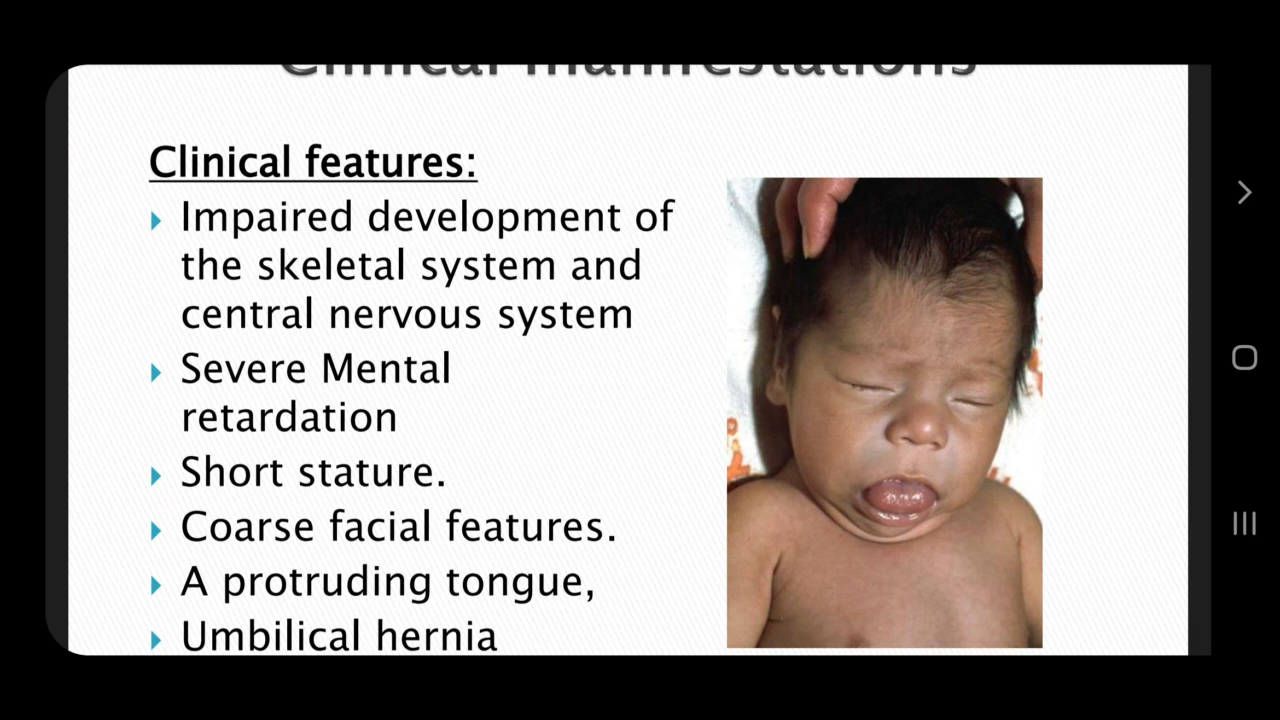 Clinical manifestations
Clinical features:
Impaired development of
the skeletal system and
central nervous system
Severe Mental
retardation
Short stature.
Coarse facial features.
A protruding tongue,
Umbilical hernia